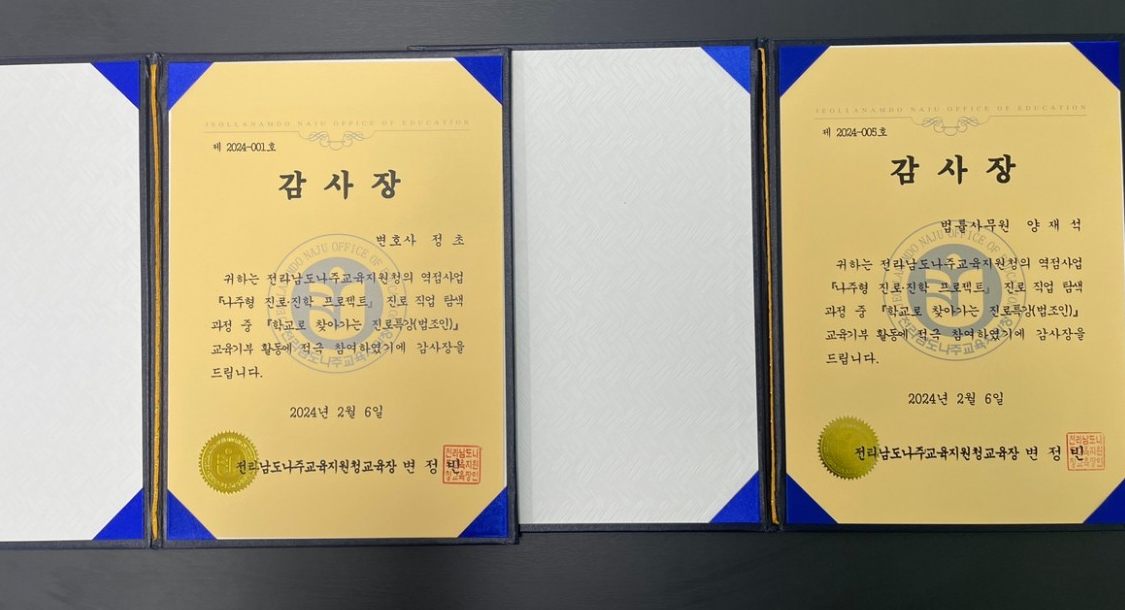 JEOLLANAMDO NAJU OFFICE OF EDUCATION
제 2024-001호
감사장
변호사 정 초
귀하는 전라남도나주교육지원청의 역점사업
『나주형 진로·진학 프로젝트』 진로 직업 탐색
과정 중 『학교로 찾아가는 진로특강(법조인)』
교육기부 활동에 적극 참여하였기에 감사장을
드립니다.
2024년 2월 6일
전라남도나주교육지원청교육장 변 정 빈
JEOLLANAMDO NAJU OFFICE OF EDUCATION
제 2024-005호
감사장
법률사무원 양 재 석
귀하는 전라남도나주교육지원청의 역점사업
『나주형 진로·진학 프로젝트』 진로 직업 탐색
과정 중 『학교로 찾아가는 진로특강(법조인)』
교육기부 활동에 적극 참여하였기에 감사장을
드립니다.
2024년 2월 6일
전라남도나주교육지원청교육장 변 정 빈